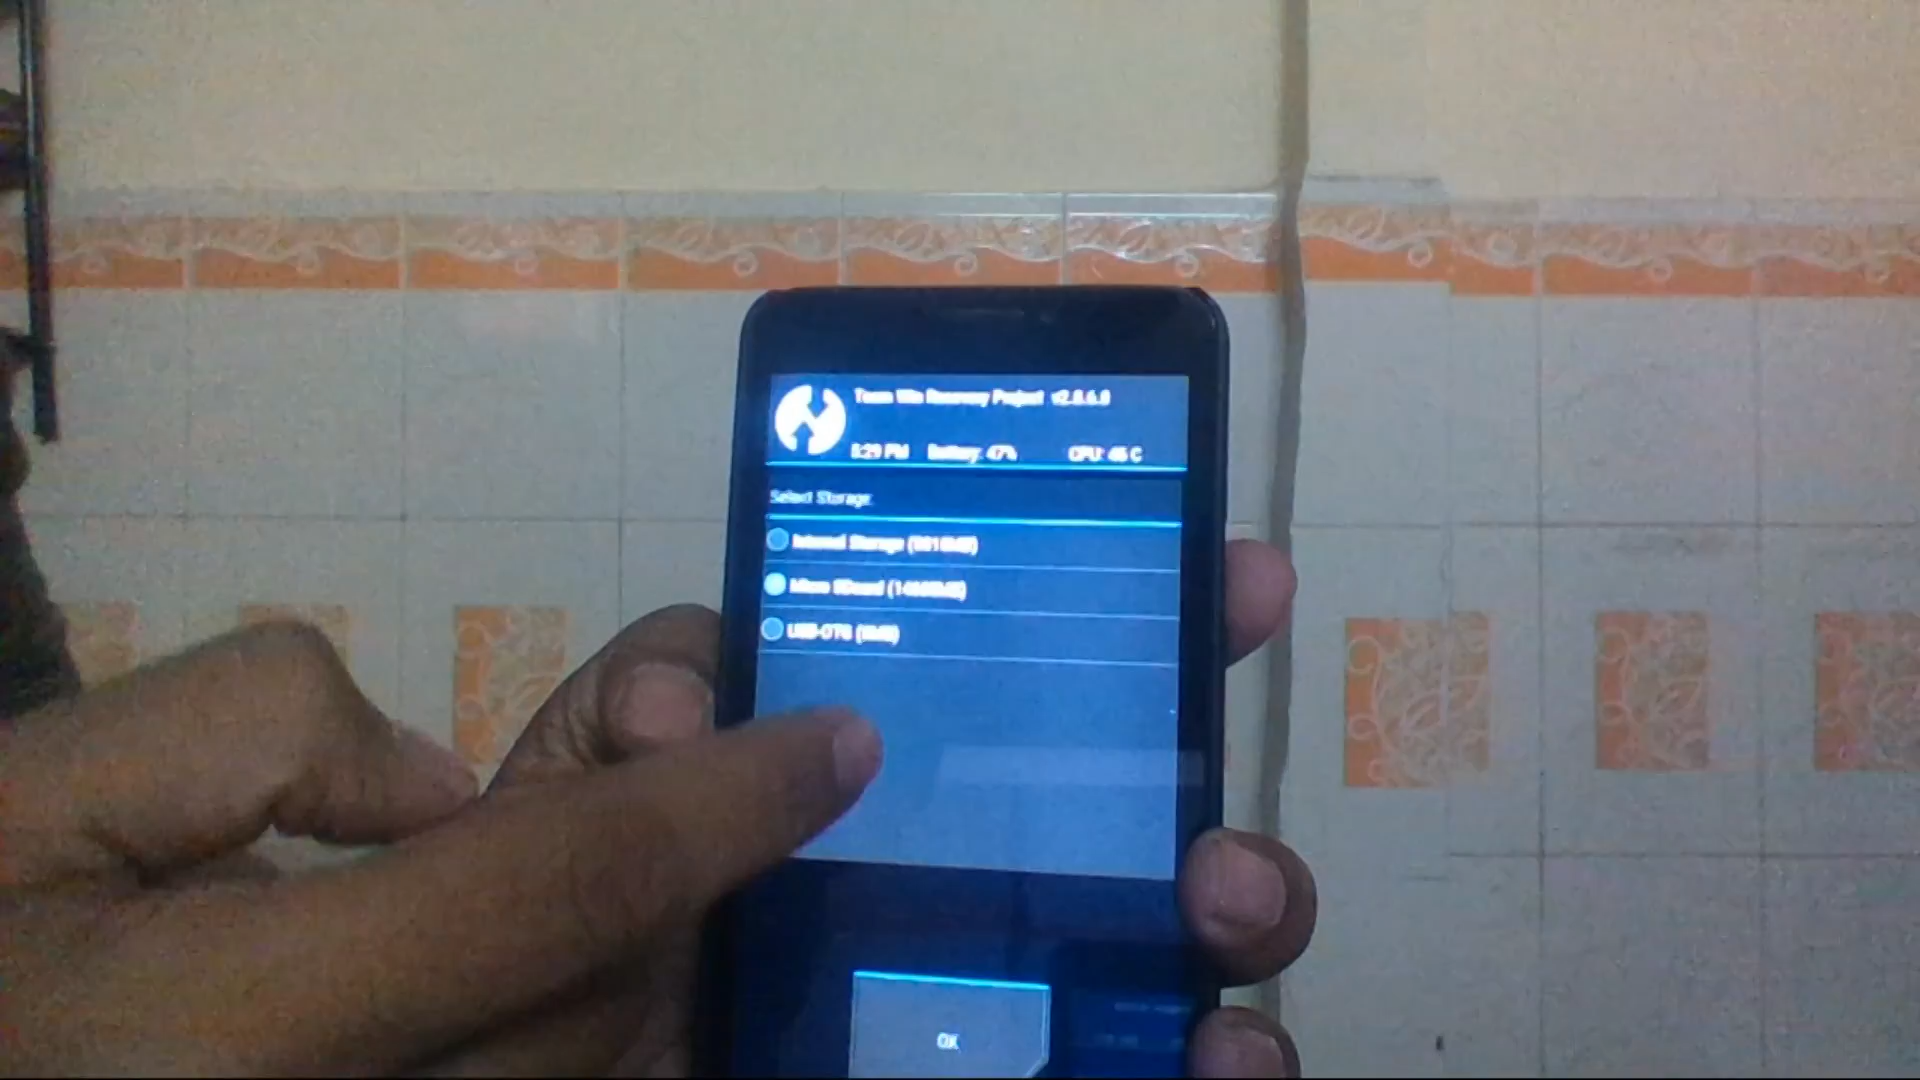 Team Win Recovery Project v2.8.6.0
Battery: 47% CPU: 46 C
Select Storage
Internal Storage
Micro SDcard
USB-OTG (0MB)
OK